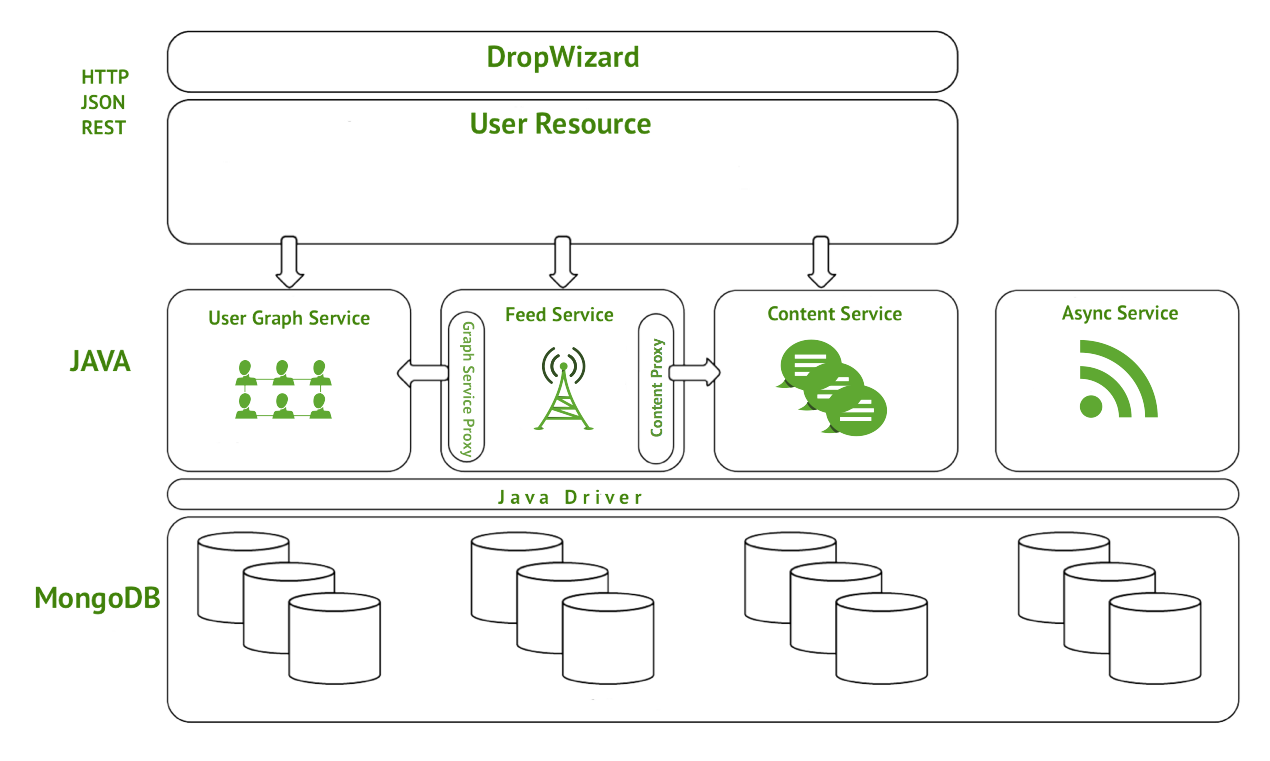 DropWizard
HTTP
JSON
REST
User Resource
JAVA
User Graph Service
Graph Service Proxy
Feed Service
Content Proxy
Content Service
Async Service
Java Driver
MongoDB